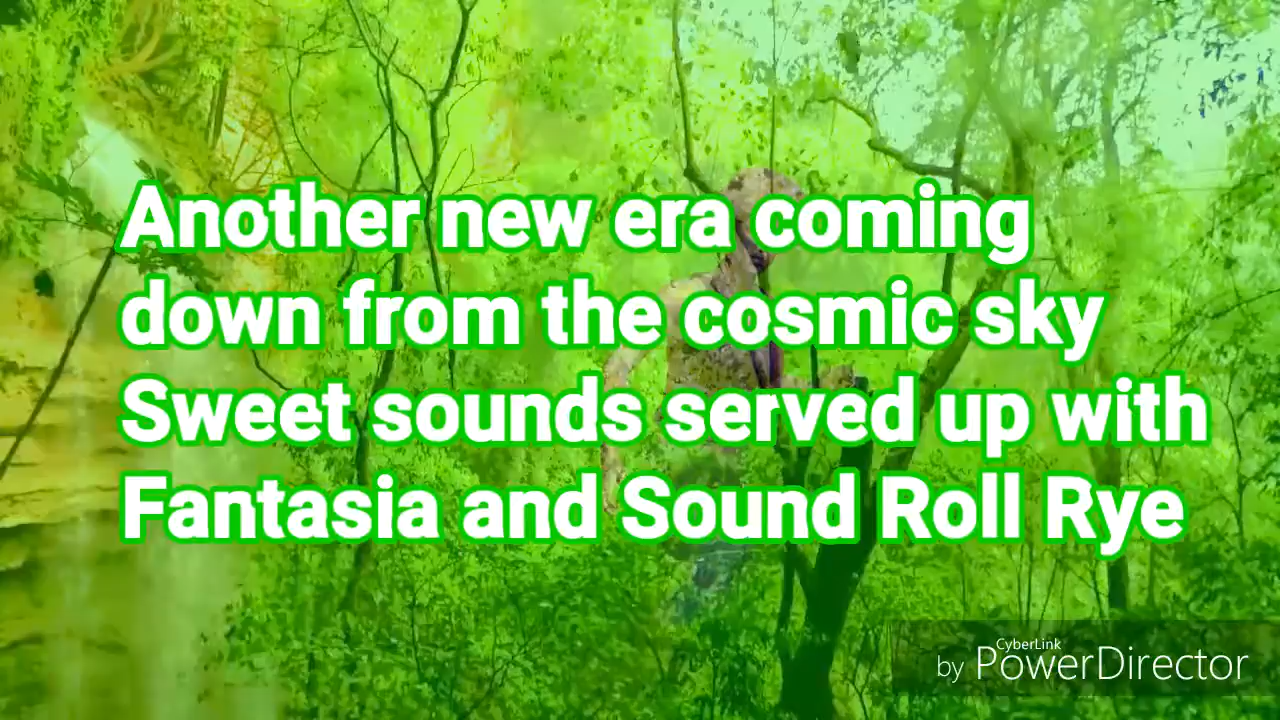 Another new era coming
down from the cosmic sky
Sweet sounds served up with
Fantasia and Sound Roll Rye
CyberLink
by PowerDirector